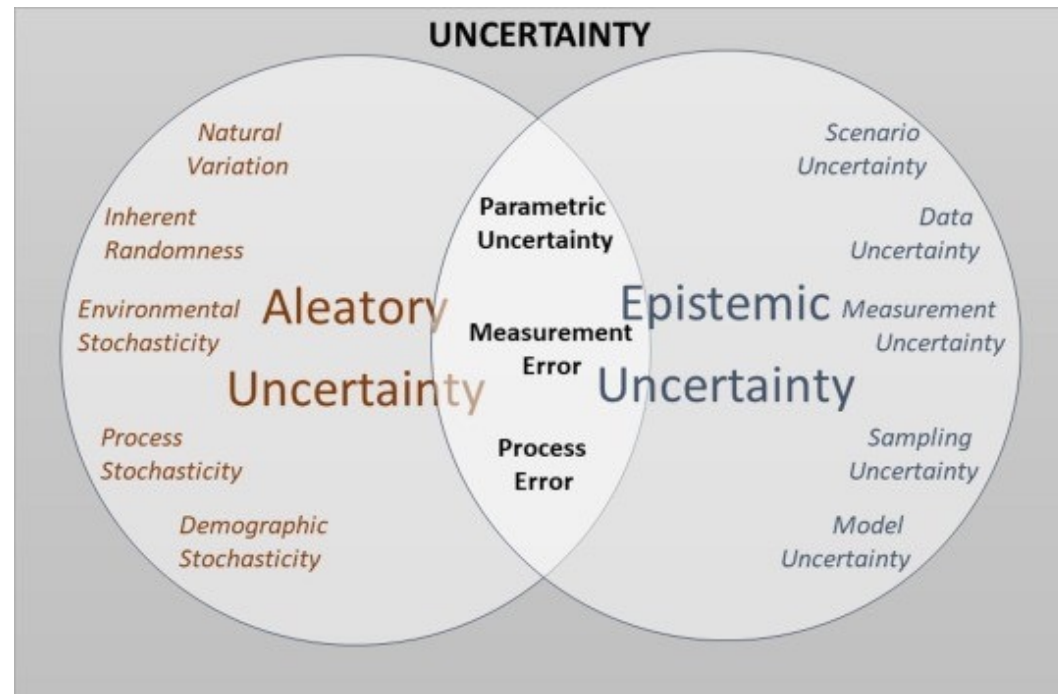 UNCERTAINTY
Natural
Variation
Inherent
Randomness
Environmental
Stochasticity
Aleatory
Uncertainty
Process
Stochasticity
Demographic
Stochasticity
Parametric
Uncertainty
Measurement
Error
Process
Error
Scenario
Uncertainty
Data
Uncertainty
Epistemic
Uncertainty
Measurement
Uncertainty
Sampling
Uncertainty
Model
Uncertainty